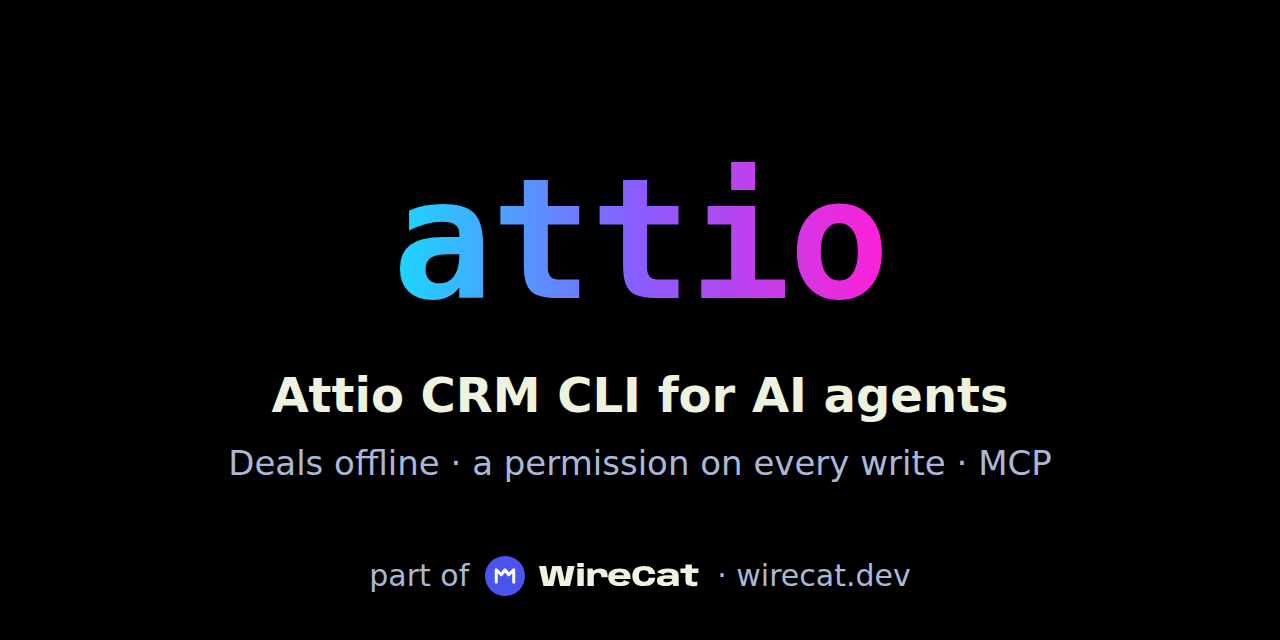 attio
Attio CRM CLI for AI agents
Deals offline · a permission on every write · MCP
part of wirecat · wirecat.dev